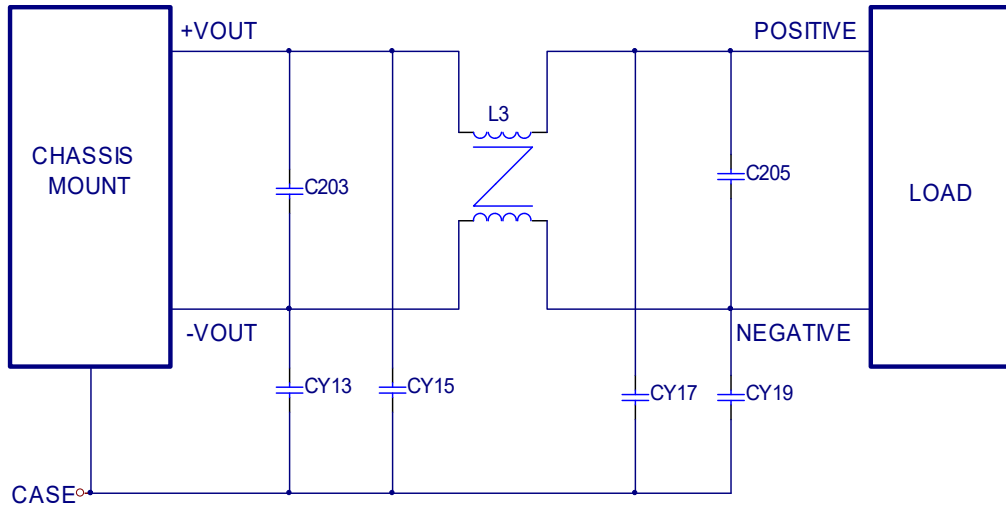 +VOUT
POSITIVE
L3
CHASSIS
MOUNT
C203
C205
LOAD
-VOUT
NEGATIVE
CY13
CY15
CY17
CY19
CASE